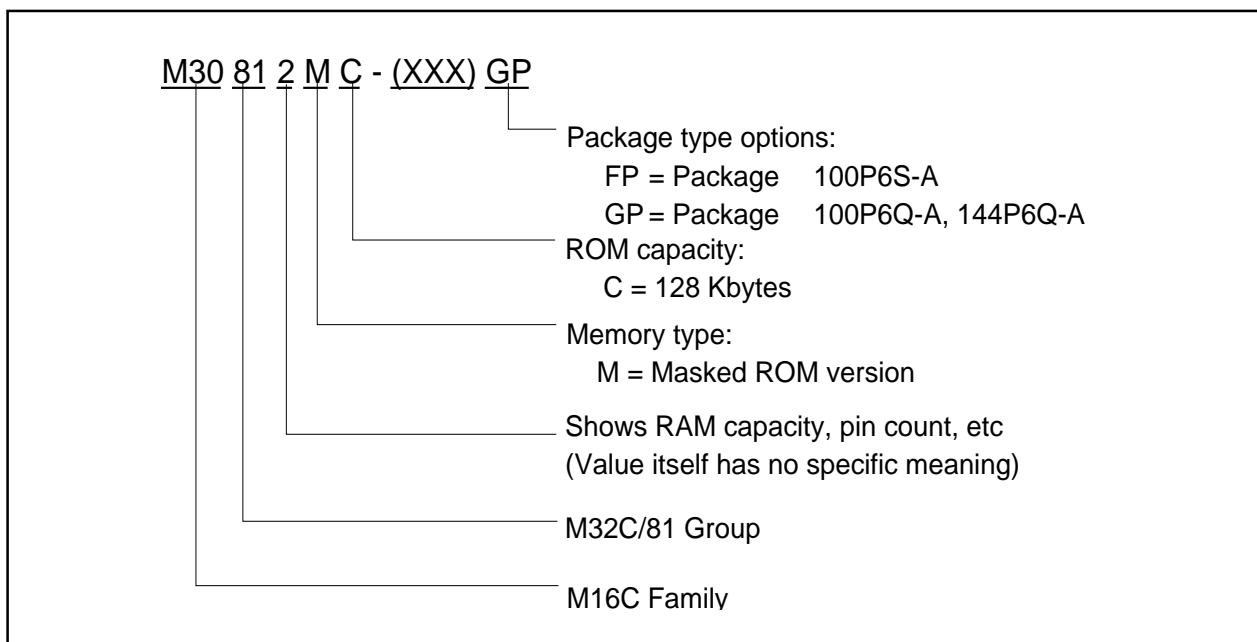 M30 81 2 M C - (XXX) GP
Package type options:
FP = Package 100P6S-A
GP = Package 100P6Q-A, 144P6Q-A
ROM capacity:
C = 128 Kbytes
Memory type:
M = Masked ROM version
Shows RAM capacity, pin count, etc
(Value itself has no specific meaning)
M32C/81 Group
M16C Family